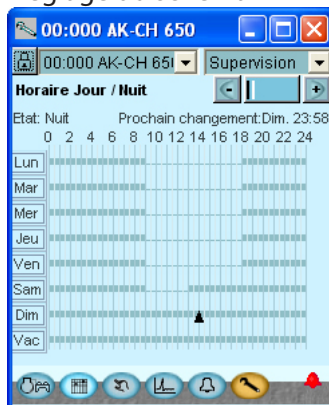 00:000 AK-CH 650
00:000 AK-CH 65
Supervision
Horaire Jour / Nuit
Etat: Nuit Prochain changement:Dim. 23:58
0 2 4 6 8 10 12 14 16 18 20 22 24
Lun
Mar
Mer
Jeu
Ven
Sam
Dim
Vac